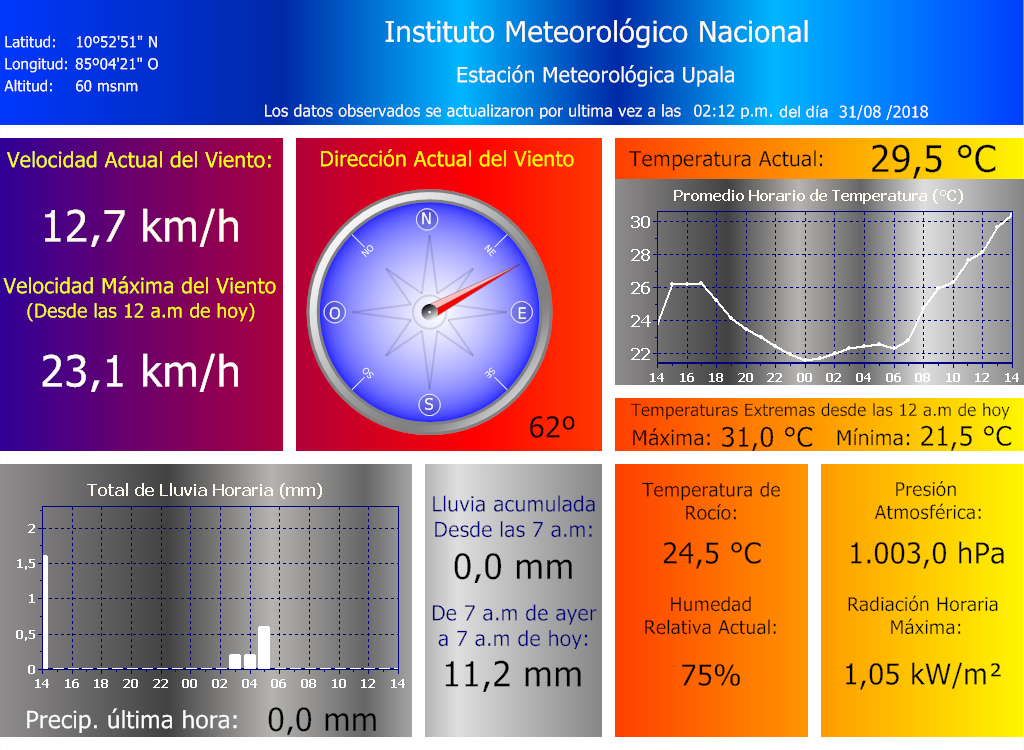 Instituto Meteorológico Nacional
Latitud: 10º52'51" N
Longitud: 85º04'21" O
Altitud: 60 msnm
Estación Meteorológica Upala
Los datos observados se actualizaron por ultima vez a las 02:12 p.m. del día 31/08 /2018
Velocidad Actual del Viento:
12,7 km/h
Velocidad Máxima del Viento
(Desde las 12 a.m de hoy)
23,1 km/h
Dirección Actual del Viento
N
NO
NE
O
E
SO
SE
S
62º
Temperatura Actual: 29,5 °C
Promedio Horario de Temperatura (°C)
30
28
26
24
22
14 16 18 20 22 00 02 04 06 08 10 12 14
Temperaturas Extremas desde las 12 a.m de hoy
Máxima: 31,0 °C Mínima: 21,5 °C
Total de Lluvia Horaria (mm)
2
1,5
1
0,5
0
14 16 18 20 22 00 02 04 06 08 10 12 14
Precip. última hora: 0,0 mm
Lluvia acumulada
Desde las 7 a.m:
0,0 mm
De 7 a.m de ayer
a 7 a.m de hoy:
11,2 mm
Temperatura de
Rocío:
24,5 °C
Humedad
Relativa Actual:
75%
Presión
Atmosférica:
1.003,0 hPa
Radiación Horaria
Máxima:
1,05 kW/m²